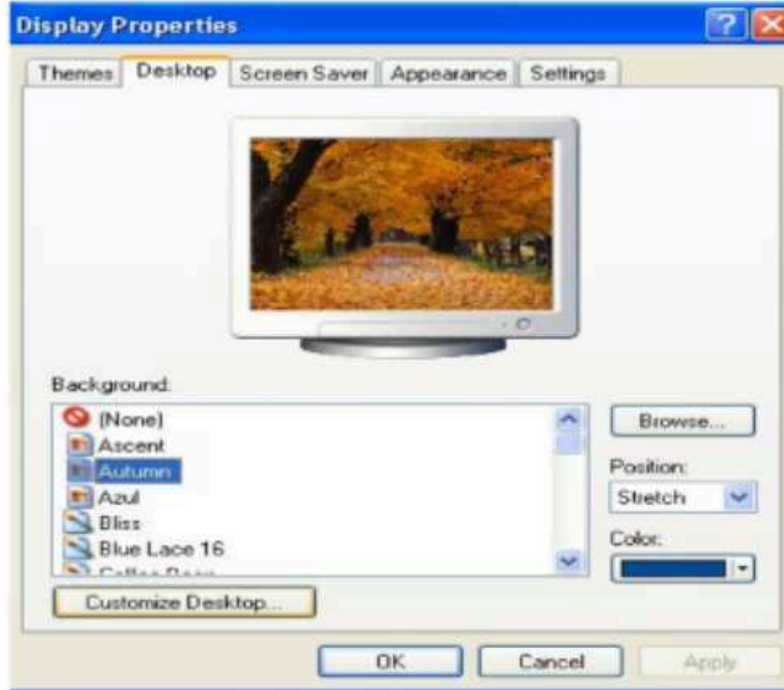 Display Properties
Themes Desktop Screen Saver Appearance Settings
Background:
(None)
Ascent
Autumn
Azul
Bliss
Blue Lace 16
Browse...
Position:
Stretch
Color:
Customize Desktop...
OK Cancel Apply